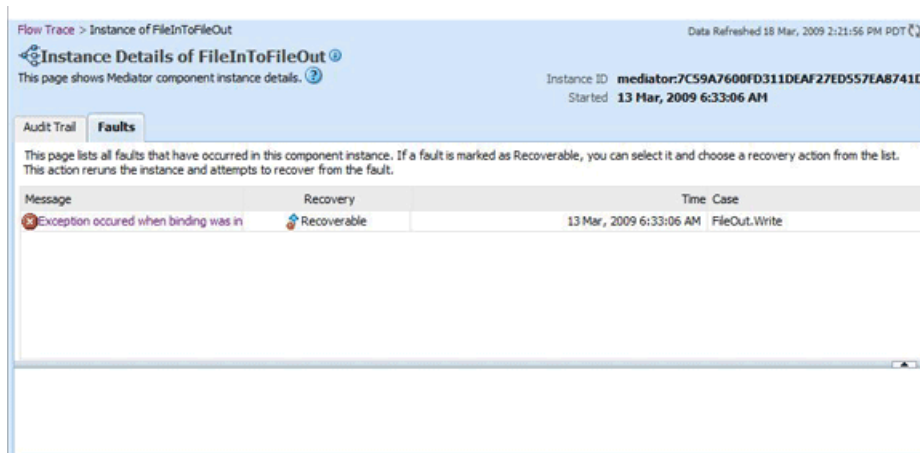 Flow Trace > Instance of FileInToFileOut
Data Refreshed 18 Mar, 2009 2:21:56 PM PDT
Instance Details of FileInToFileOut
This page shows Mediator component instance details.
Instance ID mediator:7C59A7600FD311DEAF27ED557EA8741D
Started 13 Mar, 2009 6:33:06 AM
Audit Trail Faults
This page lists all faults that have occurred in this component instance. If a fault is marked as Recoverable, you can select it and choose a recovery action from the list.
This action reruns the instance and attempts to recover from the fault.
Message Recovery Time Case
Exception occured when binding was in Recoverable 13 Mar, 2009 6:33:06 AM FileOut.Write